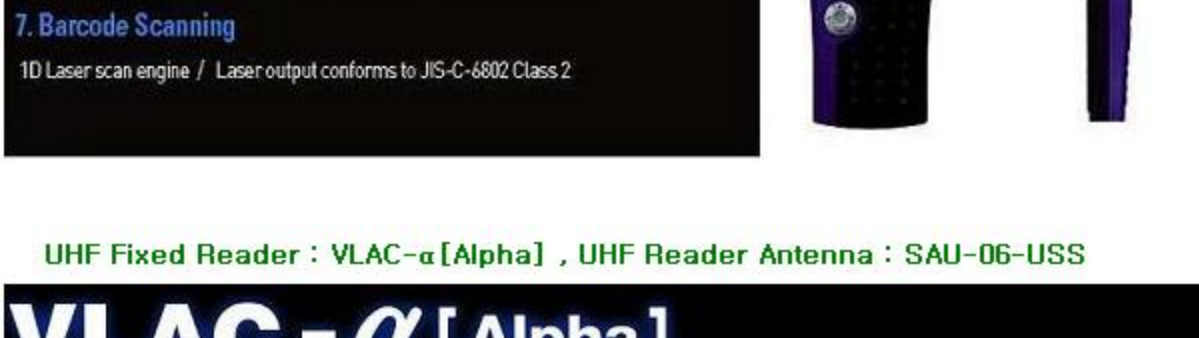 7. Barcode Scanning
1D Laser scan engine / Laser output conforms to JIS-C-6802 Class 2
UHF Fixed Reader : VLAC-α[Alpha] , UHF Reader Antenna : SAU-06-USS
VLAC-α[Alpha]